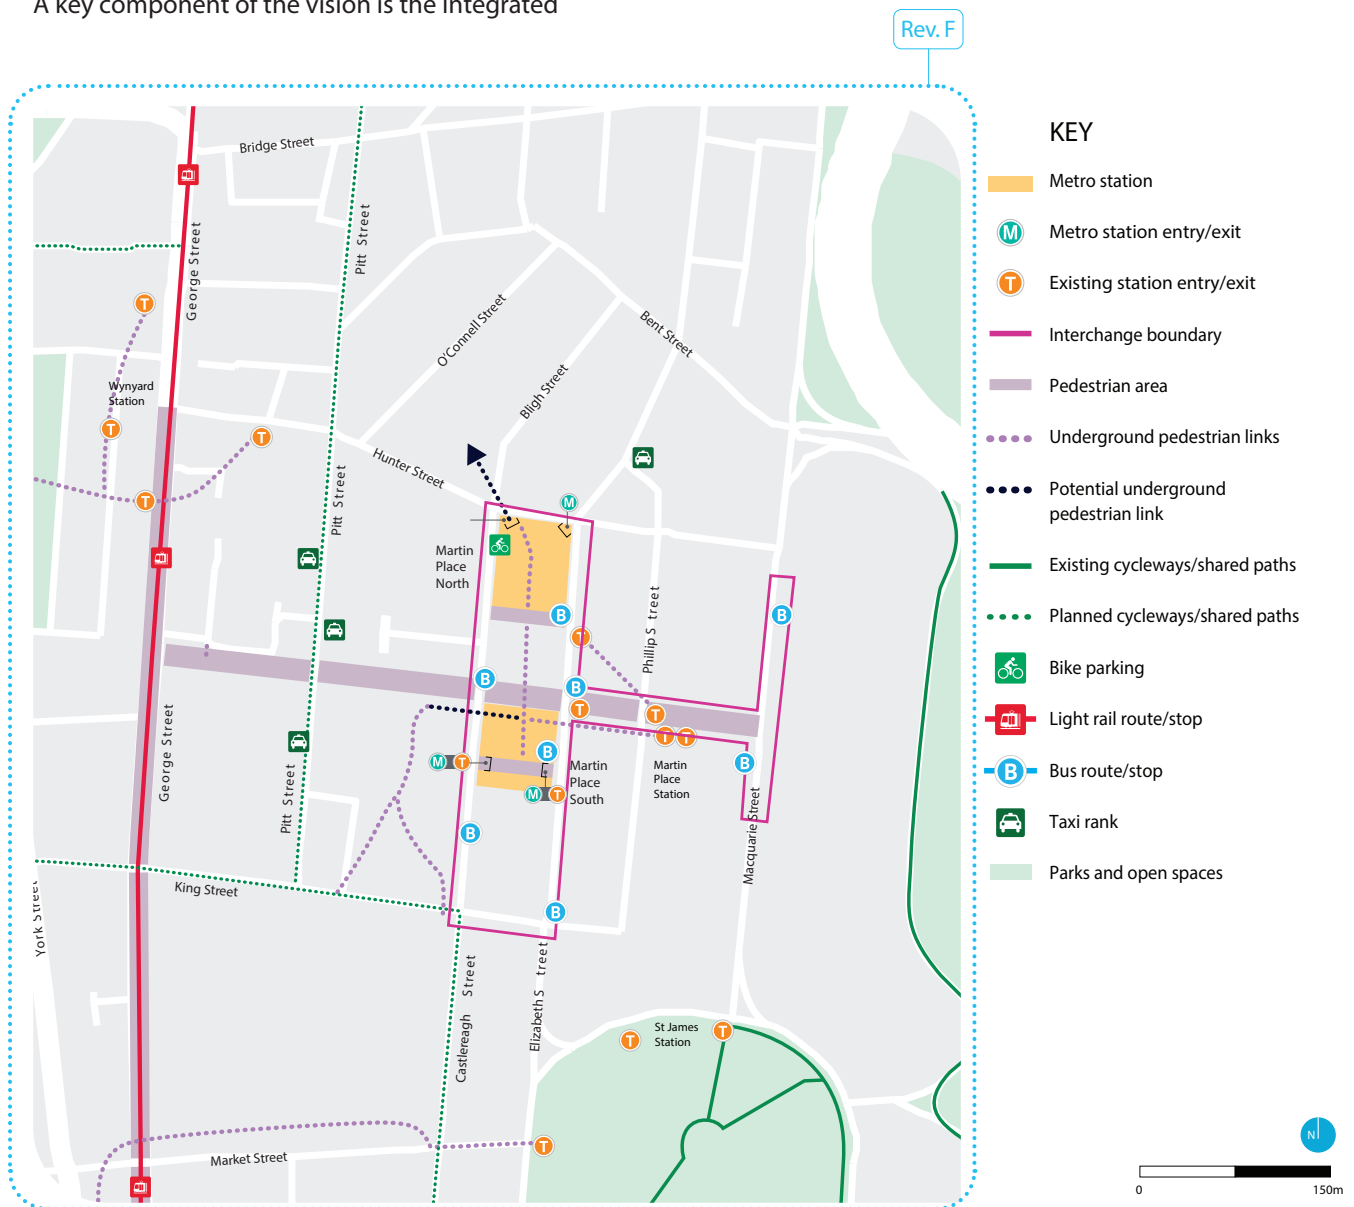 A key component of the vision is the integrated
Rev. F
KEY
Metro station
M
Metro station entry/exit
T
Existing station entry/exit
Interchange boundary
Pedestrian area
Underground pedestrian links
Potential underground
pedestrian link
Existing cycleways/shared paths
Planned cycleways/shared paths
Bike parking
Light rail route/stop
B
Bus route/stop
Taxi rank
Parks and open spaces
N
0
150m
Bridge Street
George Street
Pitt Street
T
Wynyard
Station
T
T
T
O'Connell Street
Bligh Street
Bent Street
Hunter Street
Pitt Street
M
Martin
Place
North
B
T
B
Phillip S treet
B
B
B
T
T
T
T
B
B
M
T
M
T
Martin
Place
South
Martin
Place
Station
George Street
Pitt Street
B
B
Macquarie Street
King Street
York Street
Castlereagh Street
Elizabeth S treet
T
St James
Station
T
T
Market Street